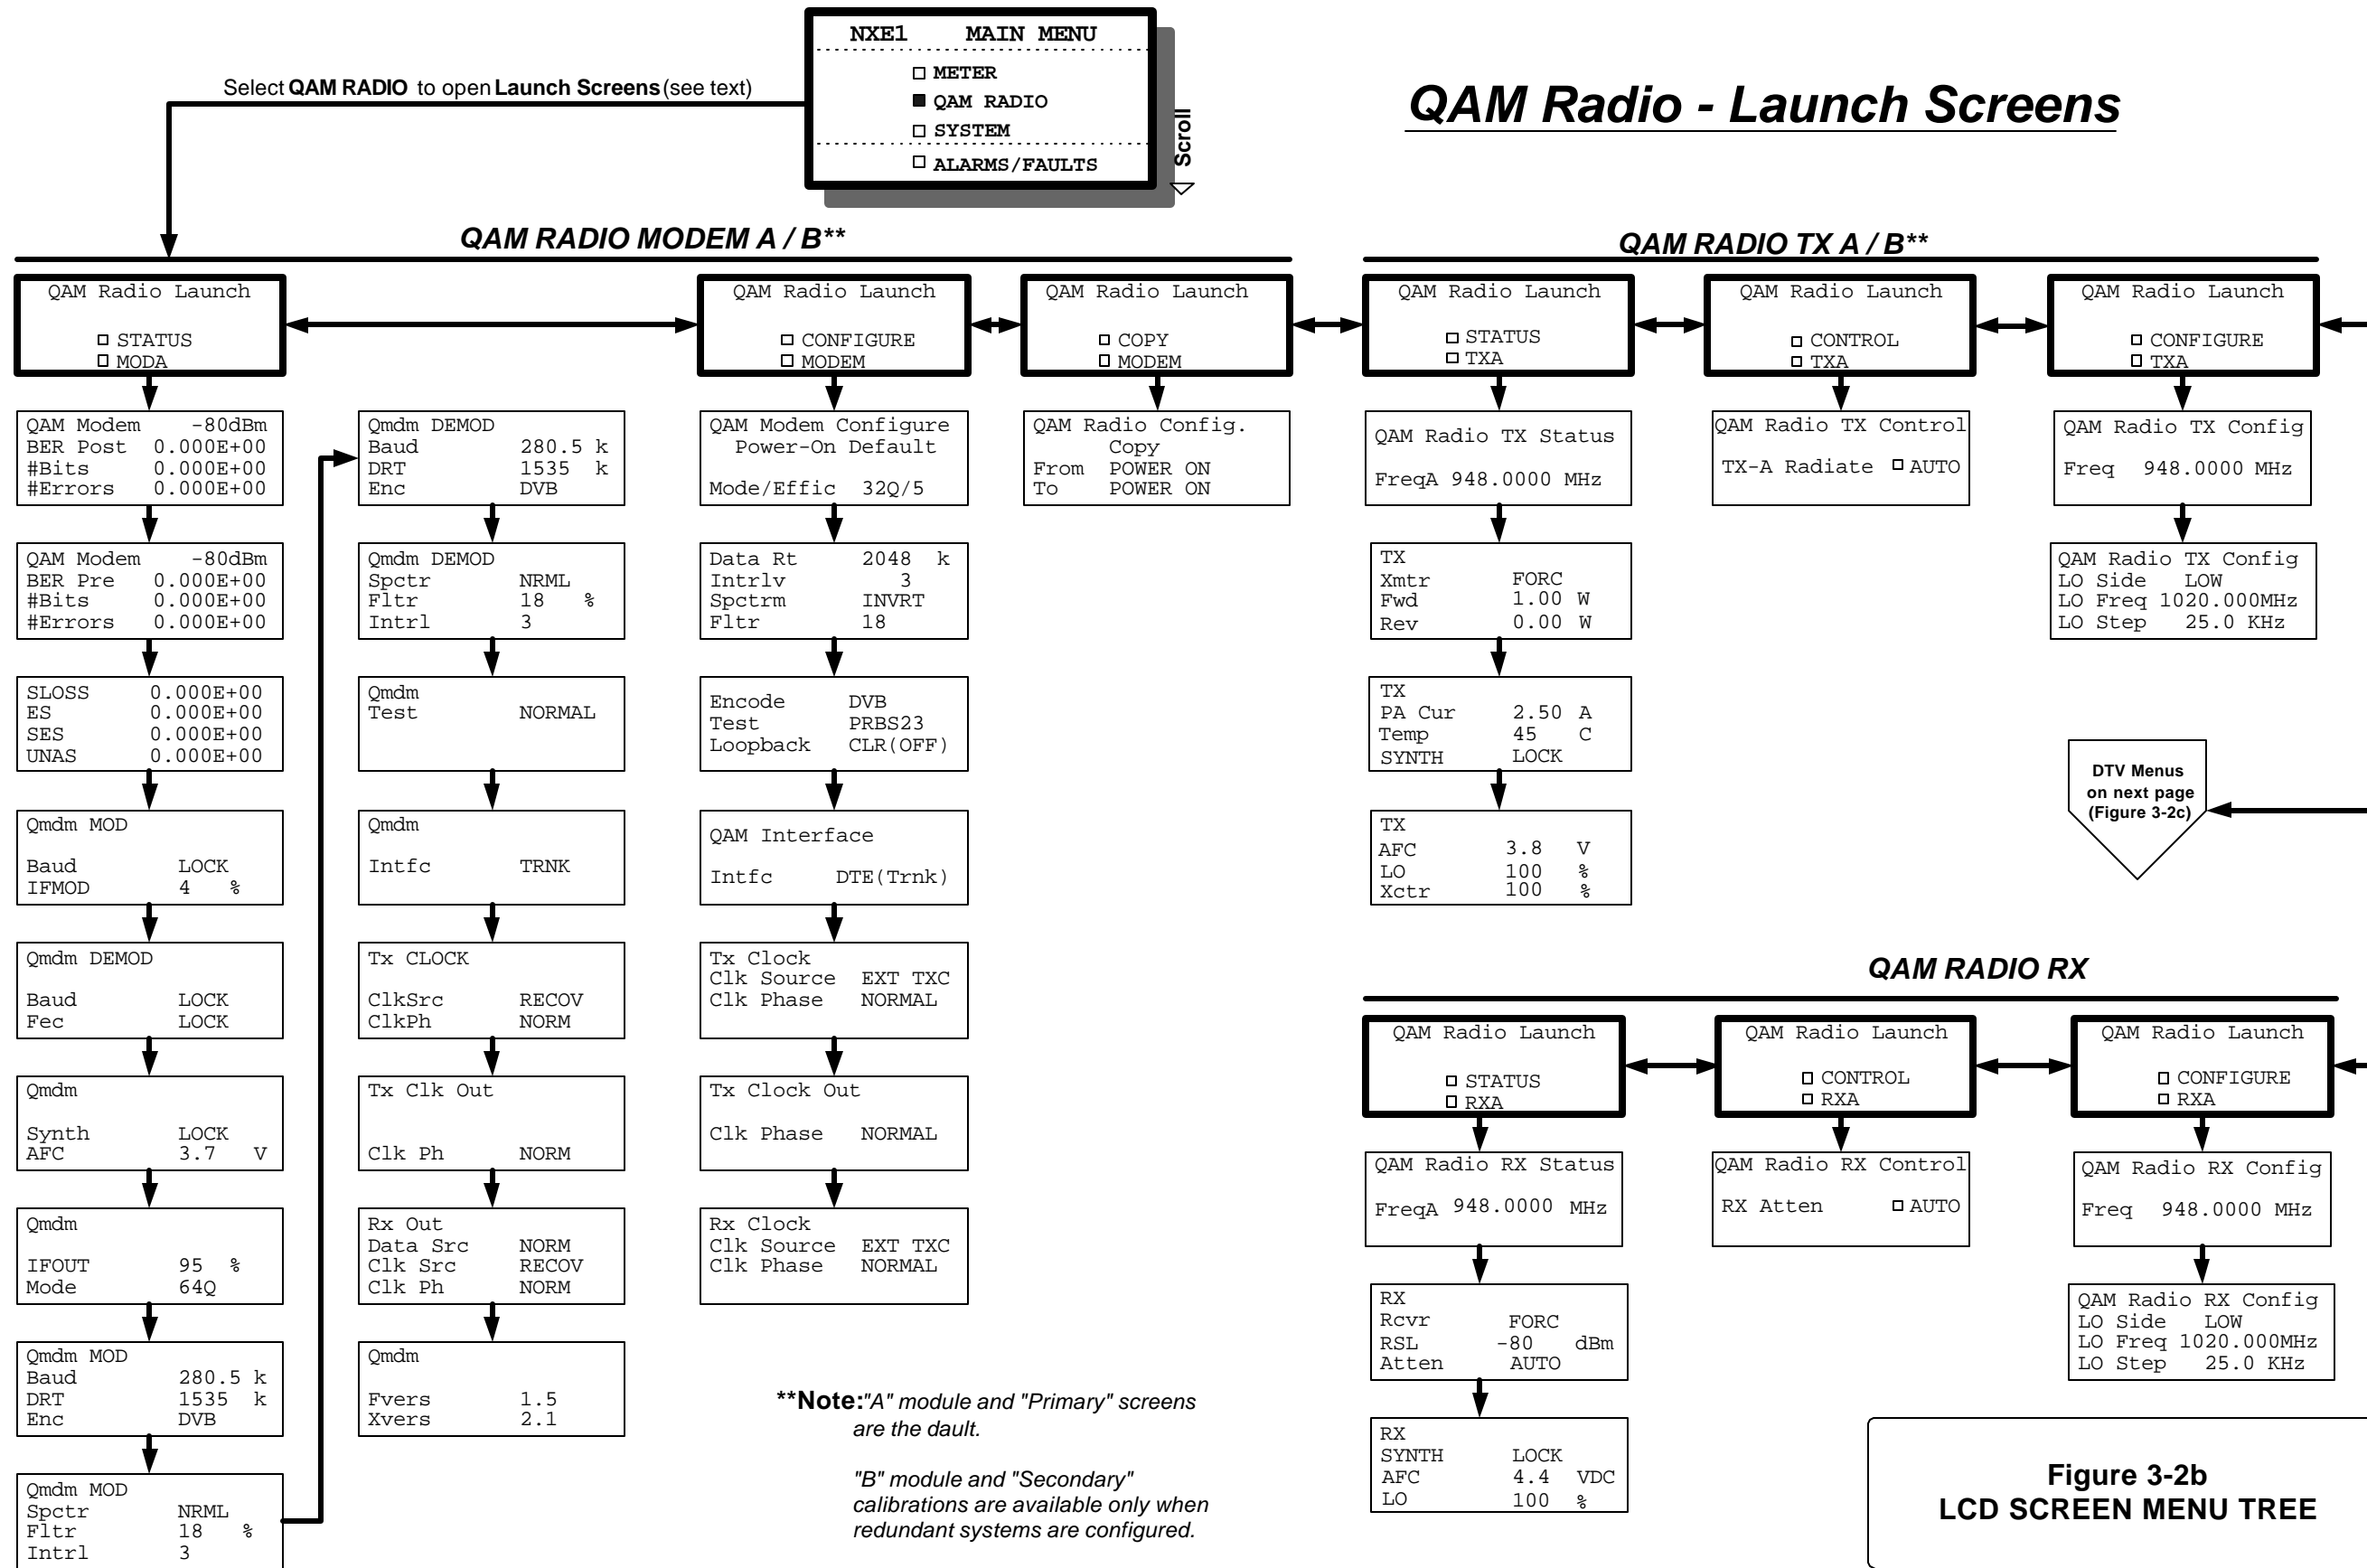 NXE1 MAIN MENU
METER
QAM RADIO
SYSTEM
ALARMS/FAULTS
Scroll
Select QAM RADIO to open Launch Screens (see text)
QAM Radio - Launch Screens
QAM RADIO MODEM A / B**
QAM Radio Launch
STATUS
MODA
QAM Modem -80dBm
BER Post 0.000E+00
#Bits 0.000E+00
#Errors 0.000E+00
QAM Modem -80dBm
BER Pre 0.000E+00
#Bits 0.000E+00
#Errors 0.000E+00
SLOSS 0.000E+00
ES 0.000E+00
SES 0.000E+00
UNAS 0.000E+00
Qmdm MOD
Baud LOCK
IFMOD 4 %
Qmdm DEMOD
Baud LOCK
Fec LOCK
Qmdm
Synth LOCK
AFC 3.7 V
Qmdm
IFOUT 95 %
Mode 64Q
Qmdm MOD
Baud 280.5 k
DRT 1535 k
Enc DVB
Qmdm MOD
Spctr NRML
Fltr 18 %
Intrl 3
Qmdm DEMOD
Baud 280.5 k
DRT 1535 k
Enc DVB
Qmdm DEMOD
Spctr NRML
Fltr 18 %
Intrl 3
Qmdm
Test NORMAL
Qmdm
Intfc TRNK
Tx CLOCK
ClkSrc RECOV
ClkPh NORM
Tx Clk Out
Clk Ph NORM
Rx Out
Data Src NORM
Clk Src RECOV
Clk Ph NORM
Qmdm
Fvers 1.5
Xvers 2.1
QAM Radio Launch
CONFIGURE
MODEM
QAM Modem Configure
Power-On Default
Mode/Effic 32Q/5
Data Rt 2048 k
Intrlv 3
Spctrm INVRT
Fltr 18
Encode DVB
Test PRBS23
Loopback CLR(OFF)
QAM Interface
Intfc DTE(Trnk)
Tx Clock
Clk Source EXT TXC
Clk Phase NORMAL
Tx Clock Out
Clk Phase NORMAL
Rx Clock
Clk Source EXT TXC
Clk Phase NORMAL
QAM Radio Launch
COPY
MODEM
QAM Radio Config.
Copy
From POWER ON
To POWER ON
**Note: "A" module and "Primary" screens
are the dault.
"B" module and "Secondary"
calibrations are available only when
redundant systems are configured.
QAM RADIO TX A / B**
QAM Radio Launch
STATUS
TXA
QAM Radio TX Status
FreqA 948.0000 MHz
TX
Xmtr FORC
Fwd 1.00 W
Rev 0.00 W
TX
PA Cur 2.50 A
Temp 45 C
SYNTH LOCK
TX
AFC 3.8 V
LO 100 %
Xctr 100 %
QAM Radio Launch
CONTROL
TXA
QAM Radio TX Control
TX-A Radiate AUTO
QAM Radio Launch
CONFIGURE
TXA
QAM Radio TX Config
Freq 948.0000 MHz
QAM Radio TX Config
LO Side LOW
LO Freq 1020.000MHz
LO Step 25.0 KHz
DTV Menus
on next page
(Figure 3-2c)
QAM RADIO RX
QAM Radio Launch
STATUS
RXA
QAM Radio RX Status
FreqA 948.0000 MHz
RX
Rcvr FORC
RSL -80 dBm
Atten AUTO
RX
SYNTH LOCK
AFC 4.4 VDC
LO 100 %
QAM Radio Launch
CONTROL
RXA
QAM Radio RX Control
RX Atten AUTO
QAM Radio Launch
CONFIGURE
RXA
QAM Radio RX Config
Freq 948.0000 MHz
QAM Radio RX Config
LO Side LOW
LO Freq 1020.000MHz
LO Step 25.0 KHz
Figure 3-2b
LCD SCREEN MENU TREE